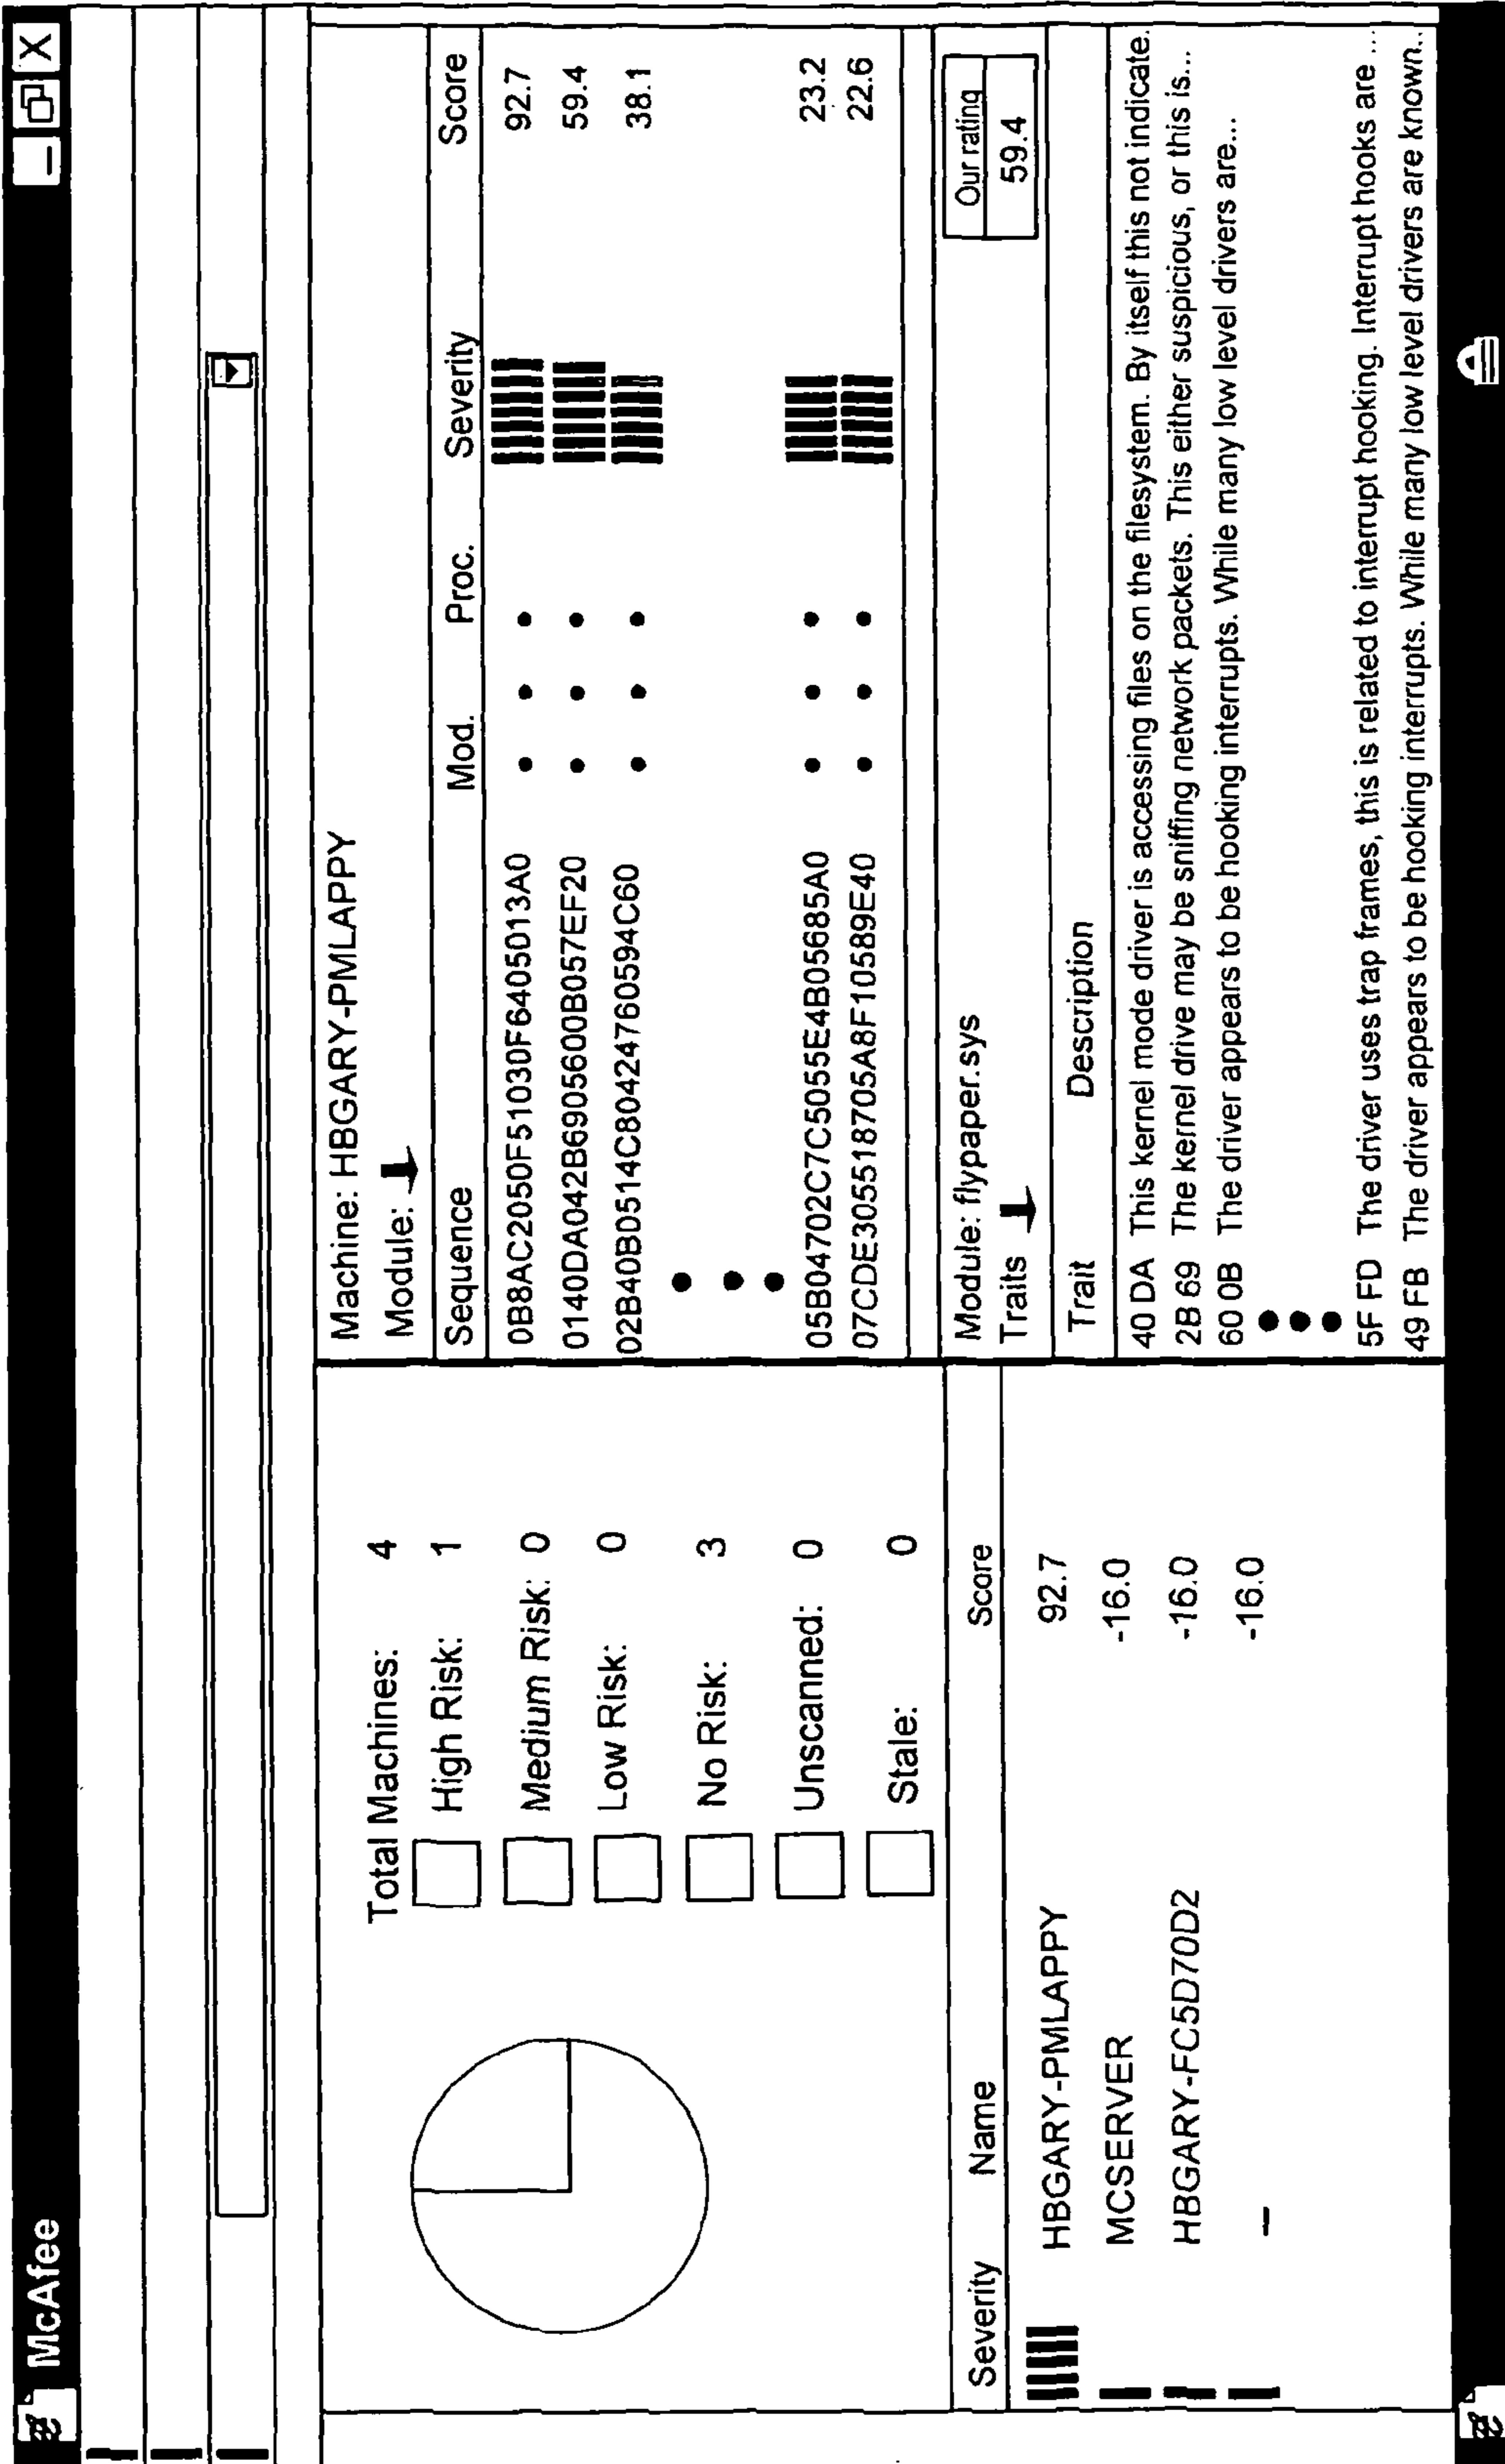 McAfee
X
Total Machines: 4
High Risk: 1
Medium Risk: 0
Low Risk: 0
No Risk: 3
Unscanned: 0
Stale: 0
Severity Name Score
HBGARY-PMLAPPY 92.7
MCSERVER -16.0
HBGARY-FC5D70D2 -16.0
-16.0
Machine: HBGARY-PMLAPPY
Module:
Sequence Mod. Proc. Severity Score
0B8AC2050F51030F6405013A0 92.7
0140DA042B6905600B057EF20 59.4
02B40B0514C80424760594C60 38.1
05B04702C7C5055E4B05685A0 23.2
07CDE305518705A8F10589E40 22.6
Module: flypaper.sys
Our rating
Traits
59.4
Trait Description
40 DA This kernel mode driver is accessing files on the filesystem. By itself this not indicate.
2B 69 The kernel drive may be sniffing network packets. This either suspicious, or this is...
60 0B The driver appears to be hooking interrupts. While many low level drivers are...
5F FD The driver uses trap frames, this is related to interrupt hooking. Interrupt hooks are ...
49 FB The driver appears to be hooking interrupts. While many low level drivers are known..